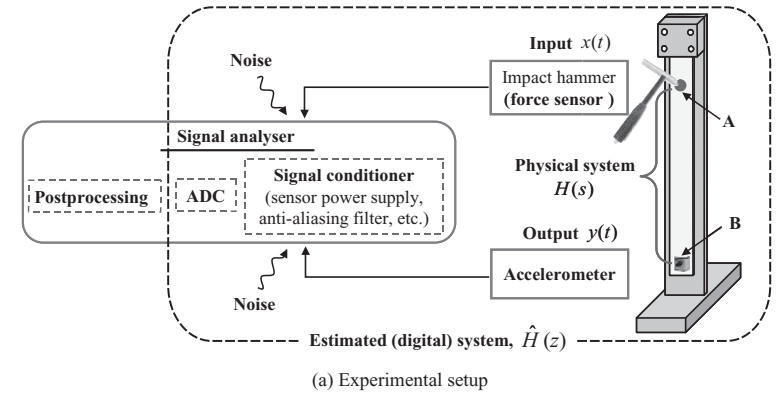 Input x(t)
Noise
Impact hammer
(force sensor )
A
Signal analyser
Physical system
H(s)
Signal conditioner
(sensor power supply,
anti-aliasing filter, etc.)
Postprocessing
ADC
Output y(t)
B
Accelerometer
Noise
Estimated (digital) system, Ĥ (z)
(a) Experimental setup